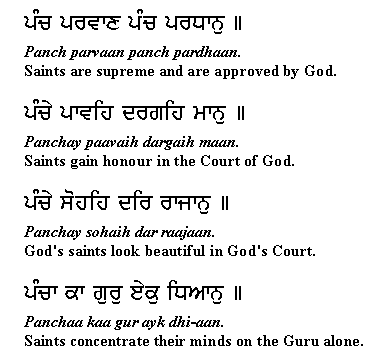 ਪੰਚ ਪਰਵਾਣ ਪੰਚ ਪਰਧਾਨੁ ॥
Panch parvaan panch pardhaan.
Saints are supreme and are approved by God.
ਪੰਚੇ ਪਾਵਹਿ ਦਰਗਹਿ ਮਾਨੁ ॥
Panchay paavaih dargaih maan.
Saints gain honour in the Court of God.
ਪੰਚੇ ਸੋਹਹਿ ਦਰਿ ਰਾਜਾਨੁ ॥
Panchay sohaih dar raajaan.
God's saints look beautiful in God's Court.
ਪੰਚਾ ਕਾ ਗੁਰੁ ਏਕੁ ਧਿਆਨੁ ॥
Panchaa kaa gur ayk dhi-aan.
Saints concentrate their minds on the Guru alone.